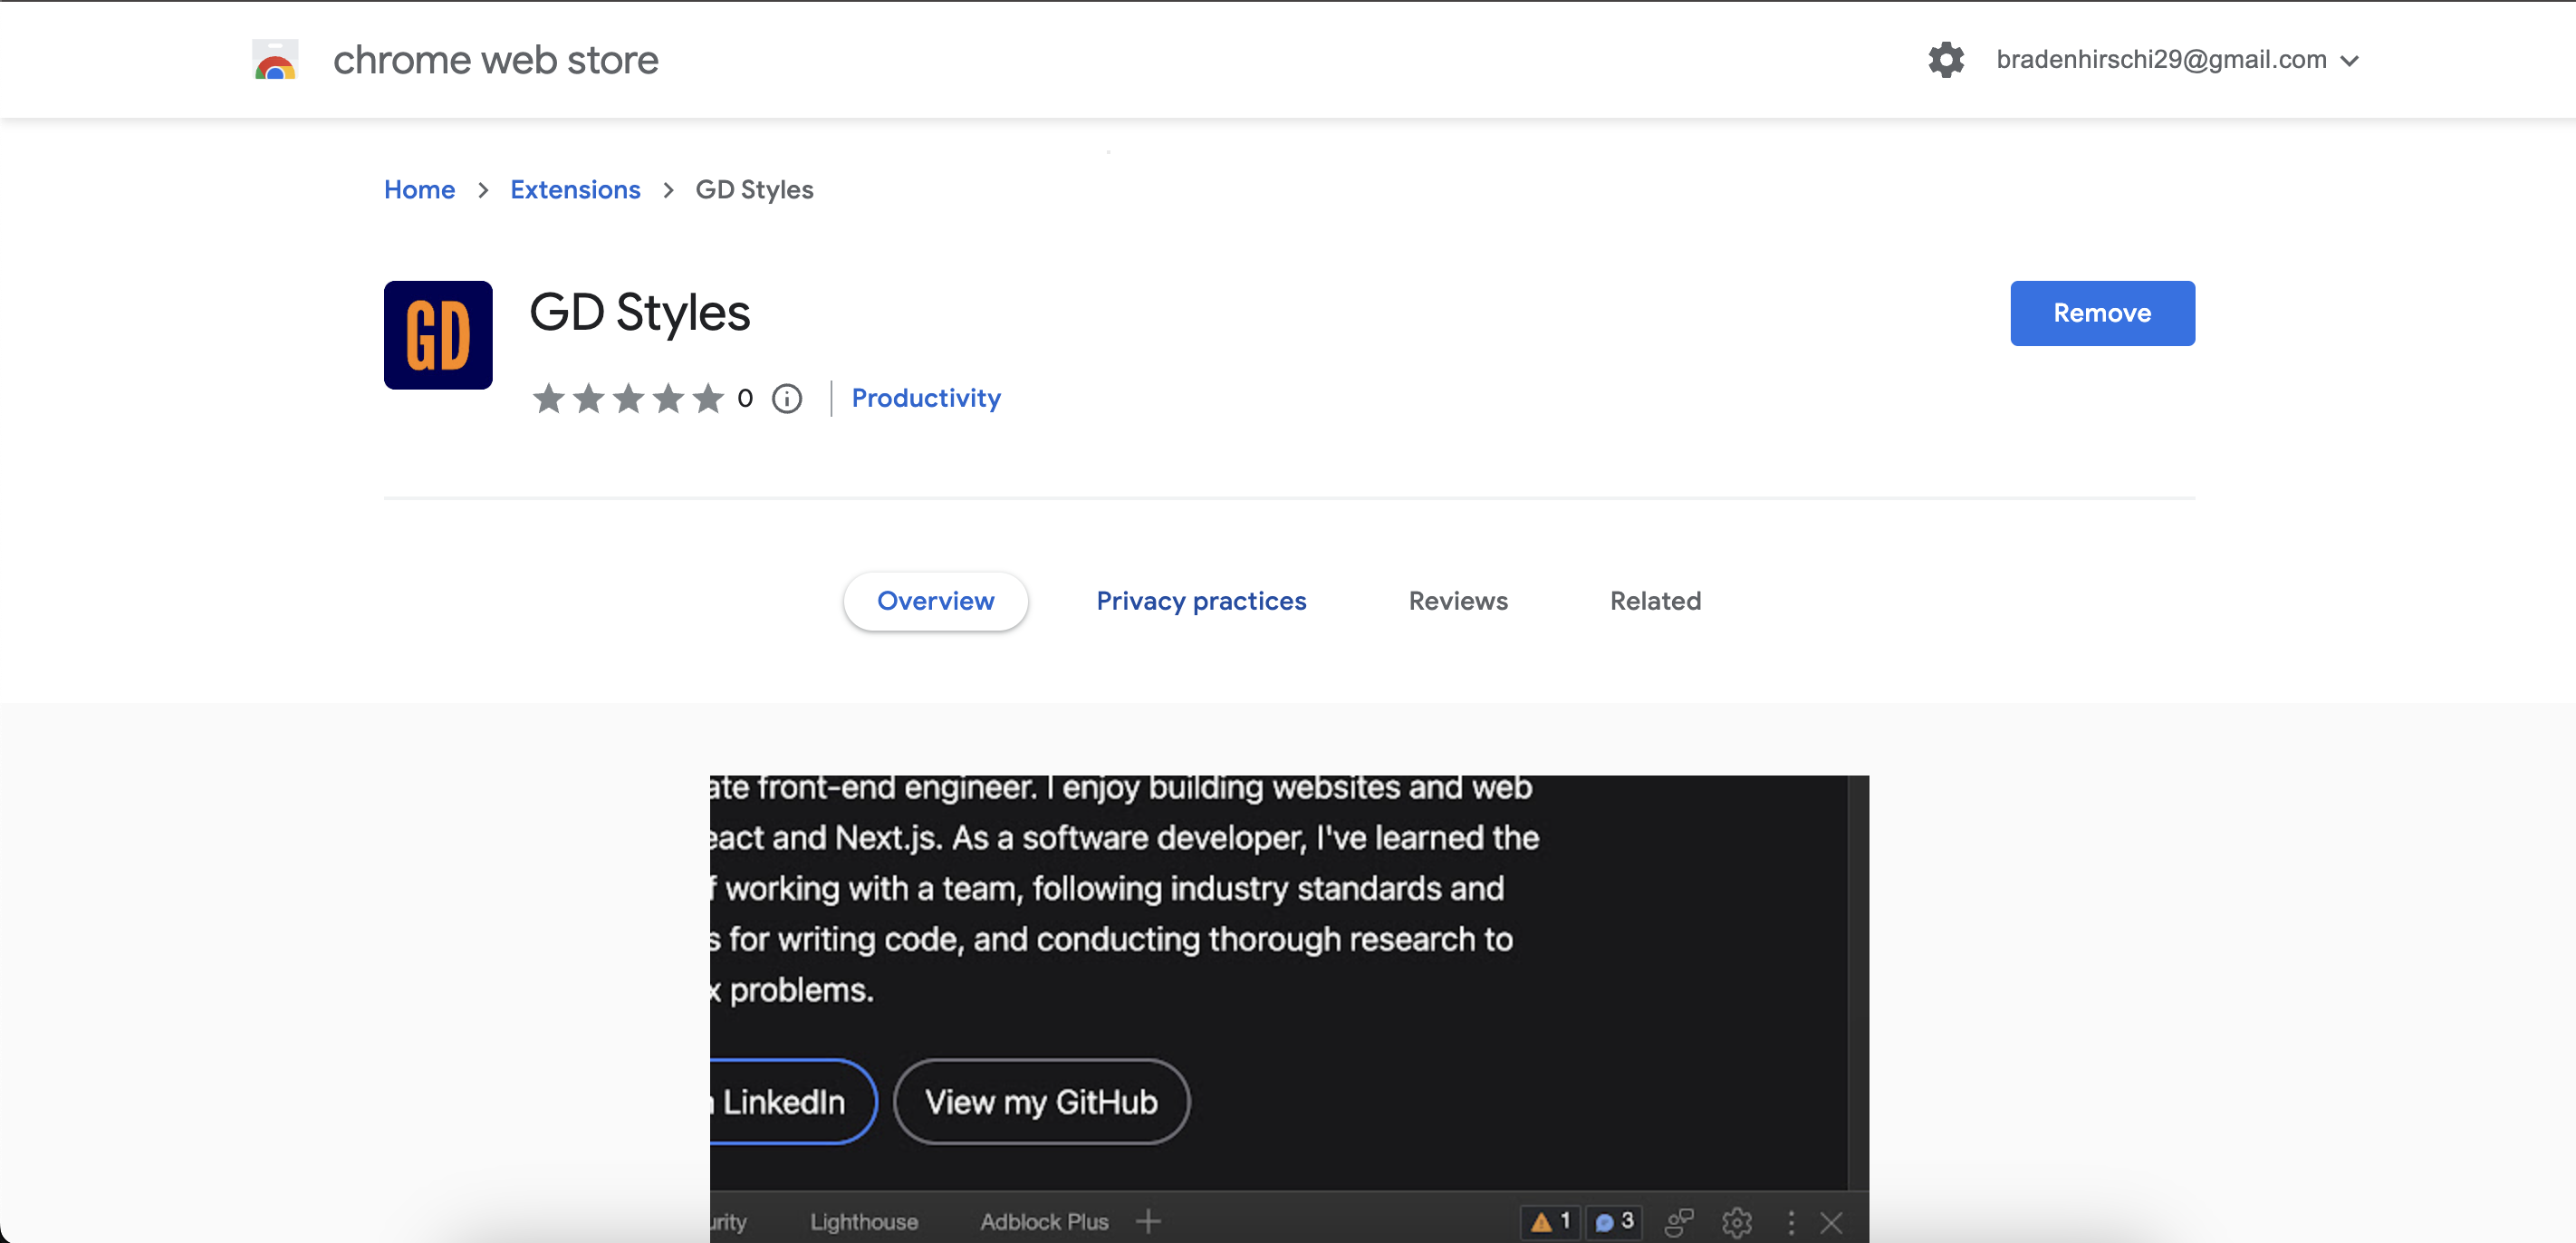 chrome web store
bradenhirschi29@gmail.com
Home > Extensions > GD Styles
GD
GD Styles
Remove
0 Productivity
Overview Privacy practices Reviews Related
ate front-end engineer. I enjoy building websites and web
eact and Next.js. As a software developer, I've learned the
f working with a team, following industry standards and
s for writing code, and conducting thorough research to
x problems.
LinkedIn View my GitHub
urity Lighthouse Adblock Plus + 1 3